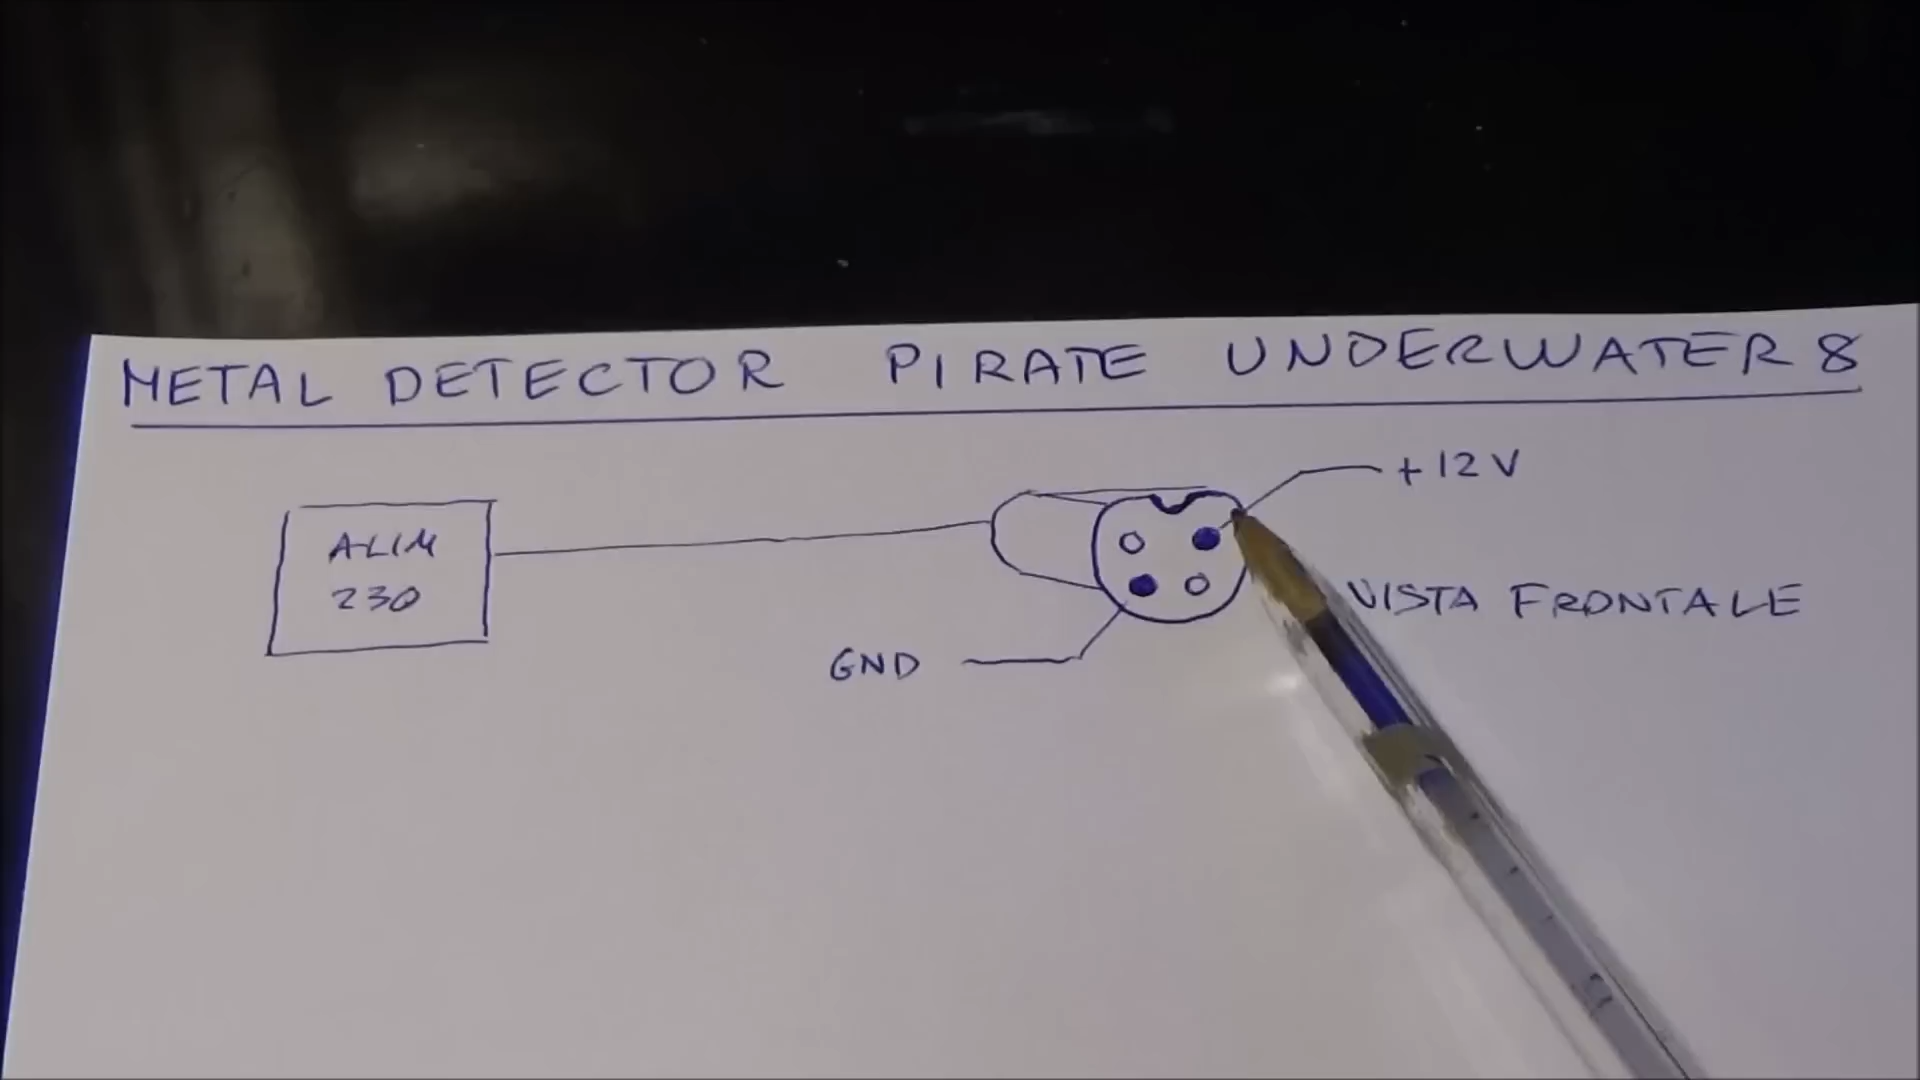 METAL DETECTOR PIRATE UNDERWATER 8
+12V
ALIM
230
VISTA FRONTALE
GND